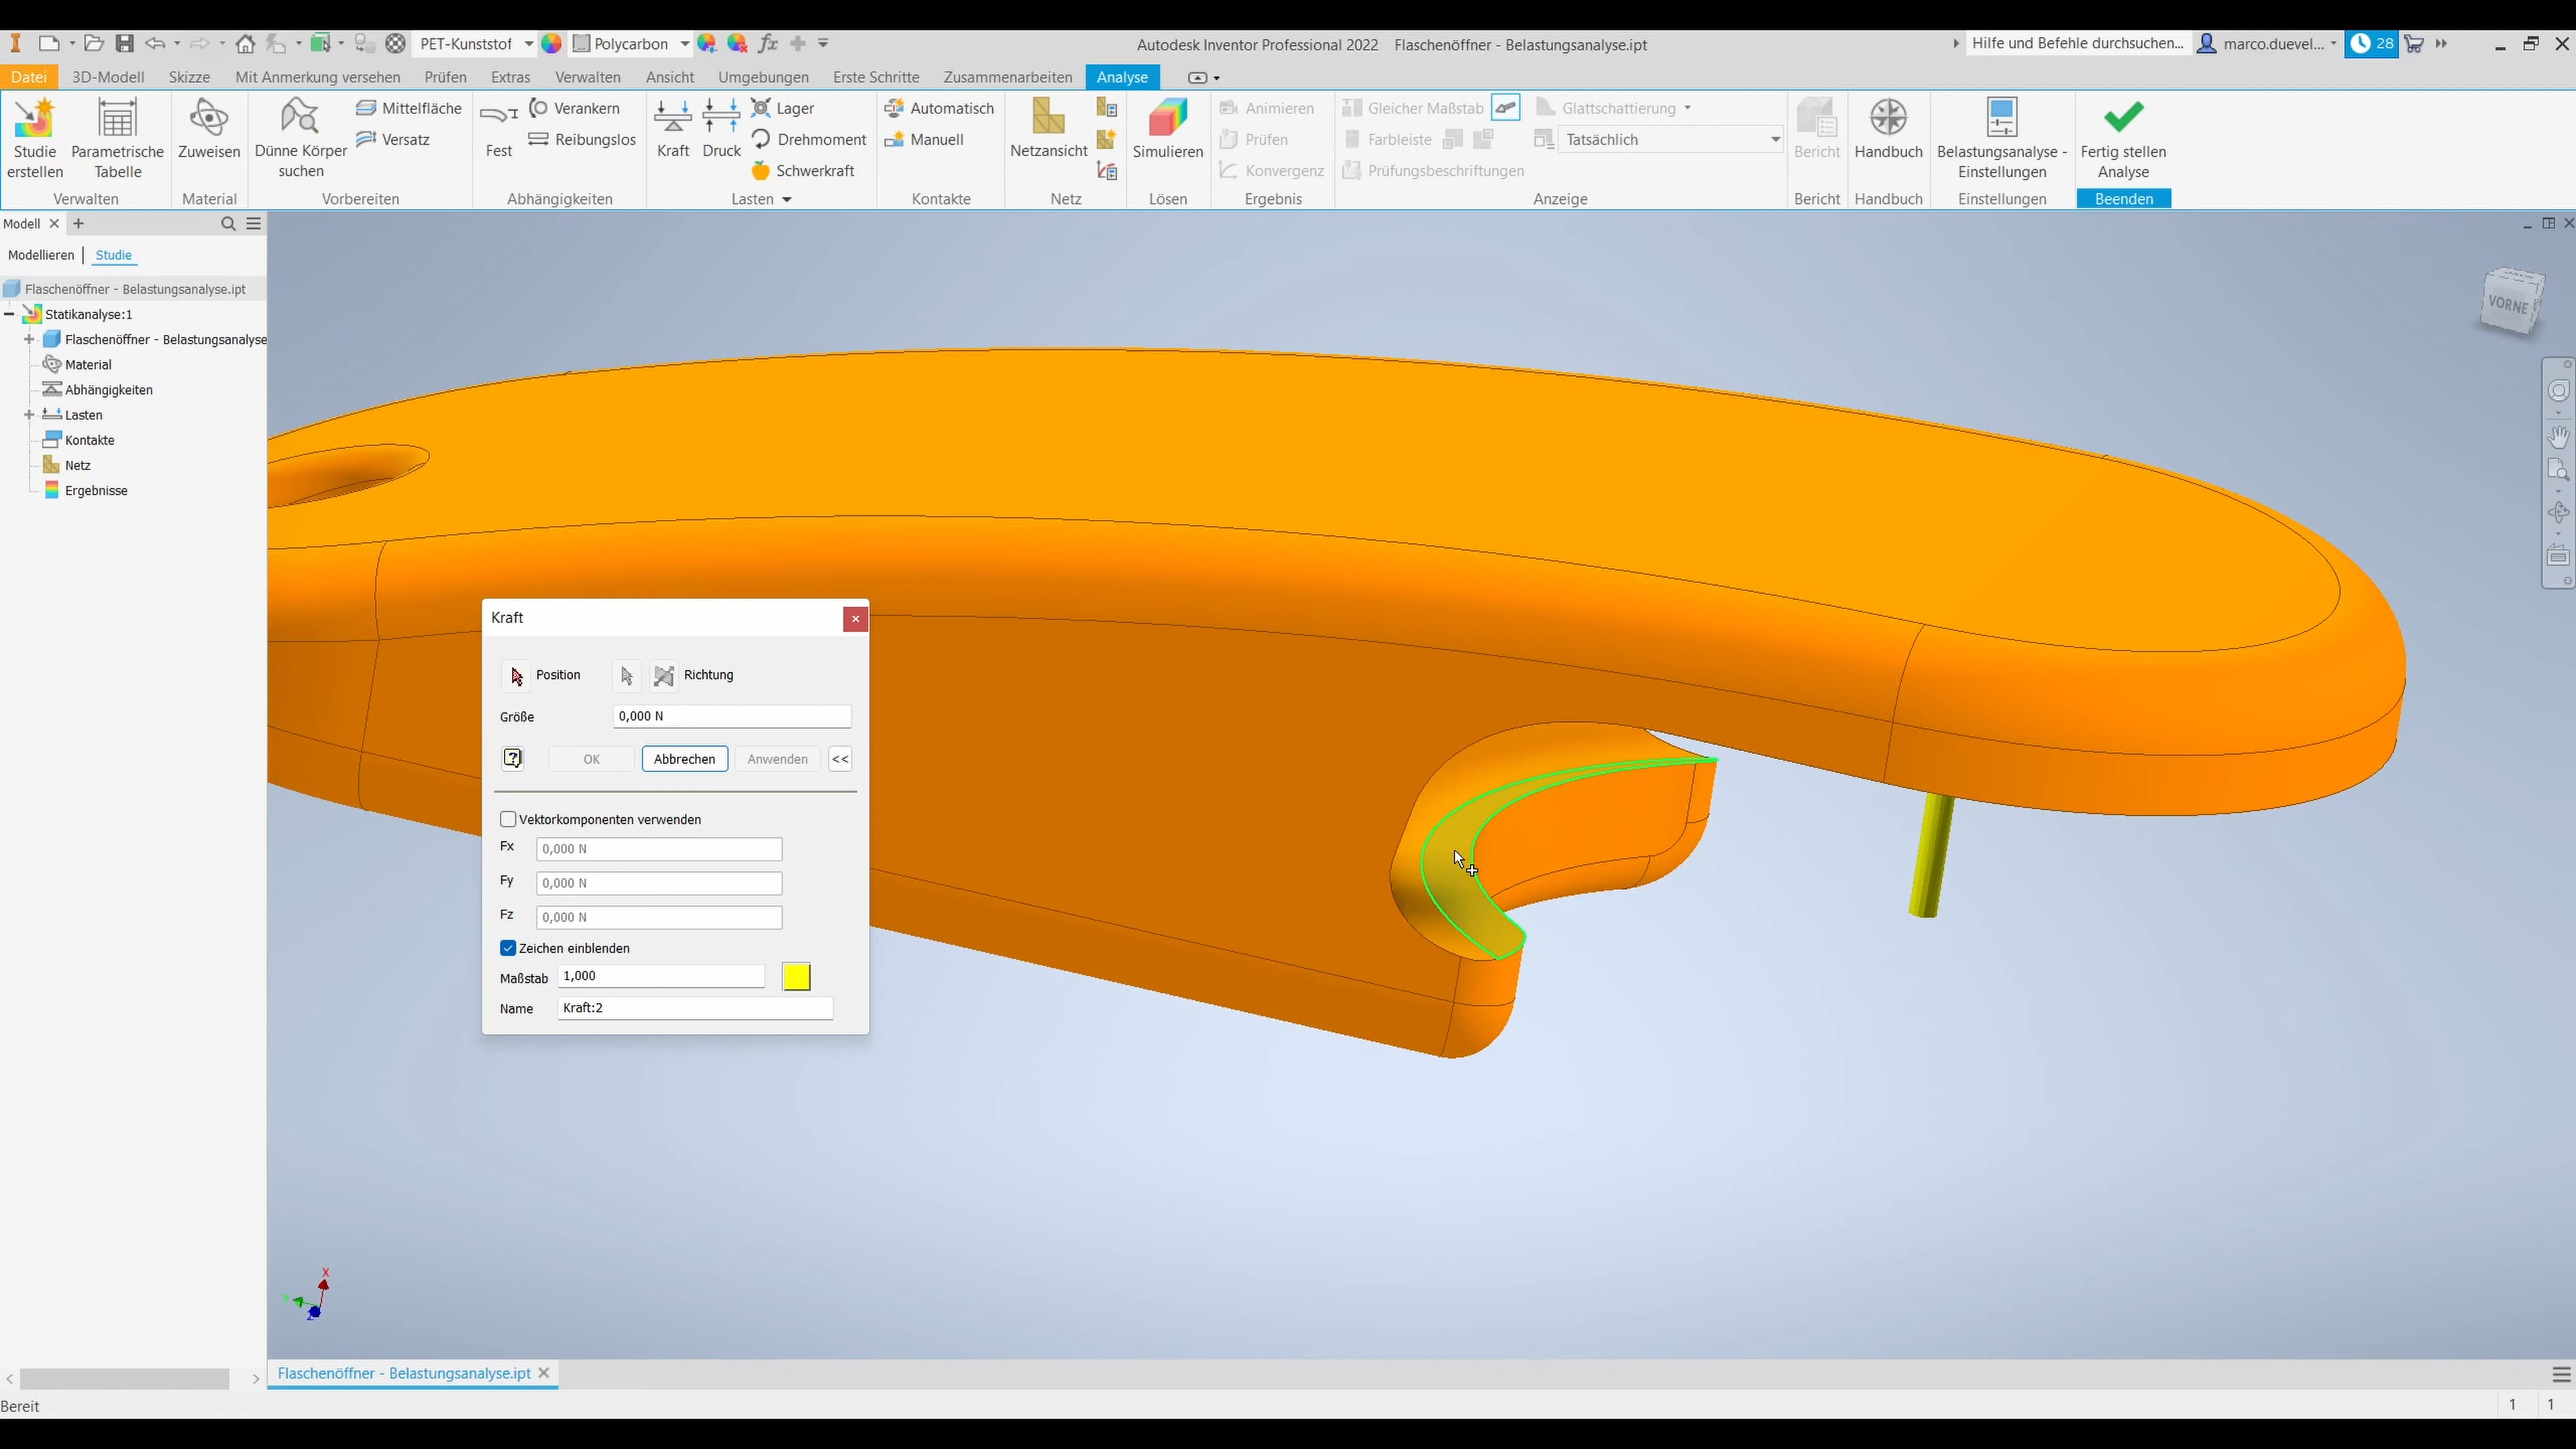 PET-Kunststof
Polycarbon
fx
Autodesk Inventor Professional 2022 Flaschenöffner - Belastungsanalyse.ipt
Hilfe und Befehle durchsuchen...
marco.duevel...
28
Datei 3D-Modell Skizze Mit Anmerkung versehen Prüfen Extras Verwalten Ansicht Umgebungen Erste Schritte Zusammenarbeiten Analyse
Studie erstellen
Parametrische Tabelle
Verwalten
Zuweisen
Material
Dünne Körper suchen
Mittelfläche
Versatz
Vorbereiten
Fest
Verankern
Reibungslos
Abhängigkeiten
Kraft
Druck
Lager
Drehmoment
Schwerkraft
Lasten
Automatisch
Manuell
Kontakte
Netzansicht
Netz
Simulieren
Lösen
Animieren
Prüfen
Konvergenz
Ergebnis
Gleicher Maßstab
Farbleiste
Prüfungsbeschriftungen
Glattschattierung
Tatsächlich
Anzeige
Bericht
Bericht
Handbuch
Handbuch
Belastungsanalyse - Einstellungen
Einstellungen
Fertig stellen Analyse
Beenden
Modell
Modellieren | Studie
Flaschenöffner - Belastungsanalyse.ipt
Statikanalyse:1
Flaschenöffner - Belastungsanalyse
Material
Abhängigkeiten
Lasten
Kontakte
Netz
Ergebnisse
VORNE
Kraft
Position
Richtung
Größe 0,000 N
OK Abbrechen Anwenden <<
Vektorkomponenten verwenden
Fx 0,000 N
Fy 0,000 N
Fz 0,000 N
Zeichen einblenden
Maßstab 1,000
Name Kraft:2
X
Flaschenöffner - Belastungsanalyse.ipt
Bereit
1 1